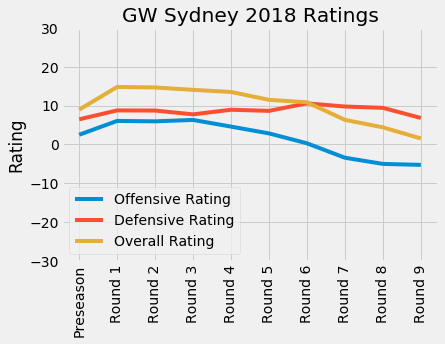 GW Sydney 2018 Ratings
Rating
30
20
10
0
−10
−20
−30
Offensive Rating
Defensive Rating
Overall Rating
Preseason
Round 1
Round 2
Round 3
Round 4
Round 5
Round 6
Round 7
Round 8
Round 9